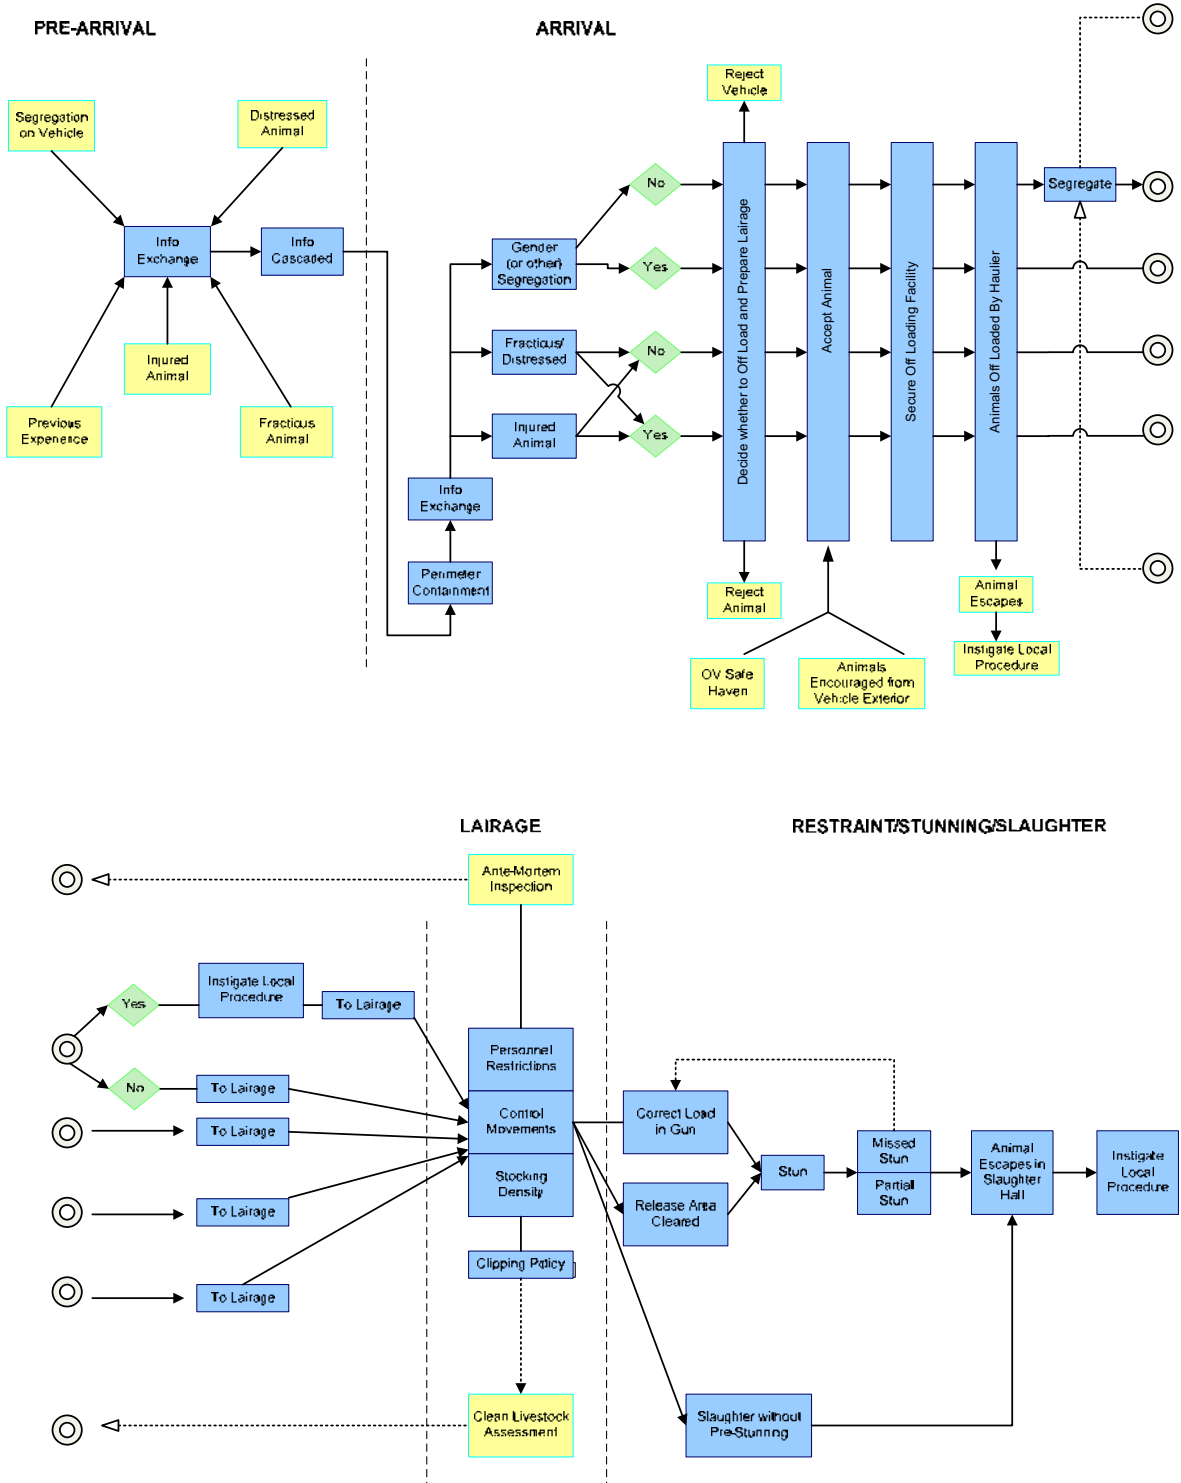 PRE-ARRIVAL
ARRIVAL
Segregation
on Vehicle
Distressed
Animal
Info
Exchange
Info
Cascaded
Injured
Animal
Previous
Experience
Fracticus
Animal
Reject
Vehicle
No
Gender
(or other)
Segregation
Yes
Fracticus/
Distressed
No
Injured
Animal
Yes
Info
Exchange
Perimeter
Containment
Decide whether to Off Load and Prepare Lairage
Accept Animal
Secure Off Loading Facility
Animals Off Loaded By Haulier
Segregate
Reject
Animal
Animal
Escapes
Instigate Local
Procedure
OV Safe
Haven
Animals
Encouraged from
Vehicle Exterior
LAIRAGE
RESTRAINT/STUNNING/SLAUGHTER
Ante-Mortem
Inspection
Yes
Instigate Local
Procedure
To Lairage
No
To Lairage
To Lairage
To Lairage
To Lairage
Personnel
Restrictions
Control
Movements
Stocking
Density
Clipping Policy
Clean Livestock
Assessment
Correct Load
in Gun
Release Area
Cleared
Stun
Missed
Stun
Partial
Stun
Animal
Escapes in
Slaughter
Hall
Instigate
Local
Procedure
Slaughter without
Pre-Stunning